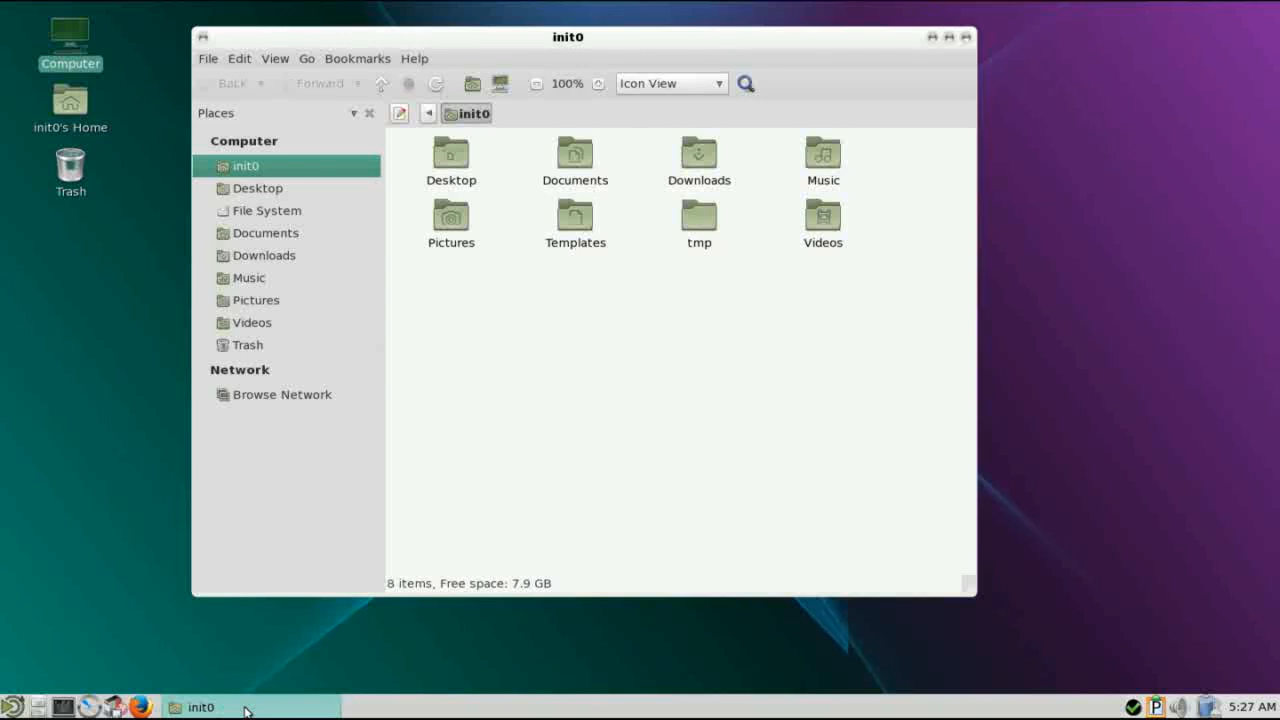 Computer
init0's Home
Trash
init0
File Edit View Go Bookmarks Help
Back Forward 100% Icon View
Places
init0
Computer
init0
Desktop
File System
Documents
Downloads
Music
Pictures
Videos
Trash
Network
Browse Network
Desktop Documents Downloads Music
Pictures Templates tmp Videos
8 items, Free space: 7.9 GB
init0
P
5:27 AM